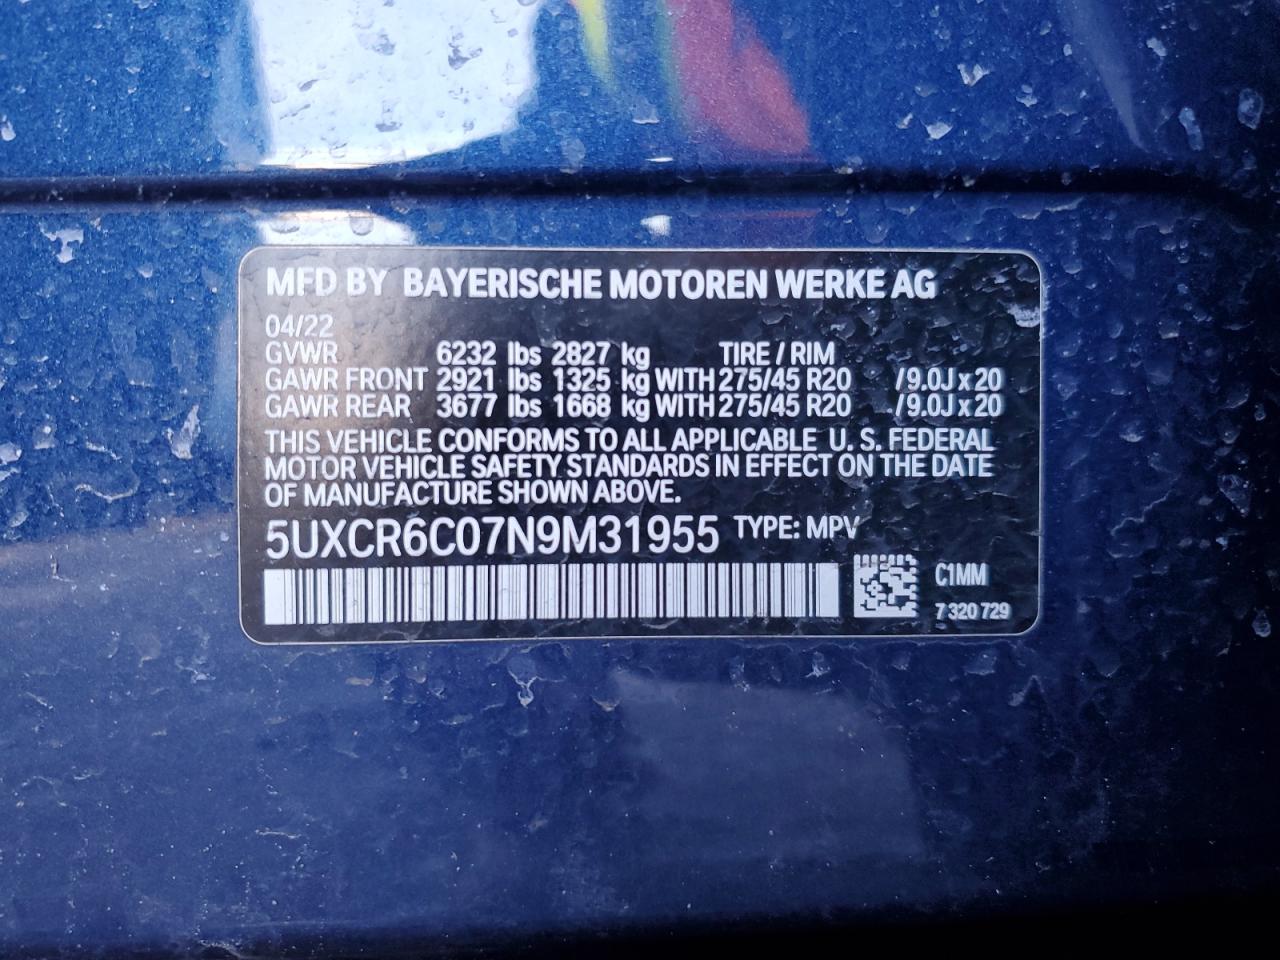 MFD BY BAYERISCHE MOTOREN WERKE AG
04/22
GVWR 6232 lbs 2827 kg TIRE / RIM
GAWR FRONT 2921 lbs 1325 kg WITH 275/45 R20 /9.0J x 20
GAWR REAR 3677 lbs 1668 kg WITH 275/45 R20 /9.0J x 20
THIS VEHICLE CONFORMS TO ALL APPLICABLE U. S. FEDERAL
MOTOR VEHICLE SAFETY STANDARDS IN EFFECT ON THE DATE
OF MANUFACTURE SHOWN ABOVE.
5UXCR6C07N9M31955 TYPE: MPV
C1MM
7 320 729